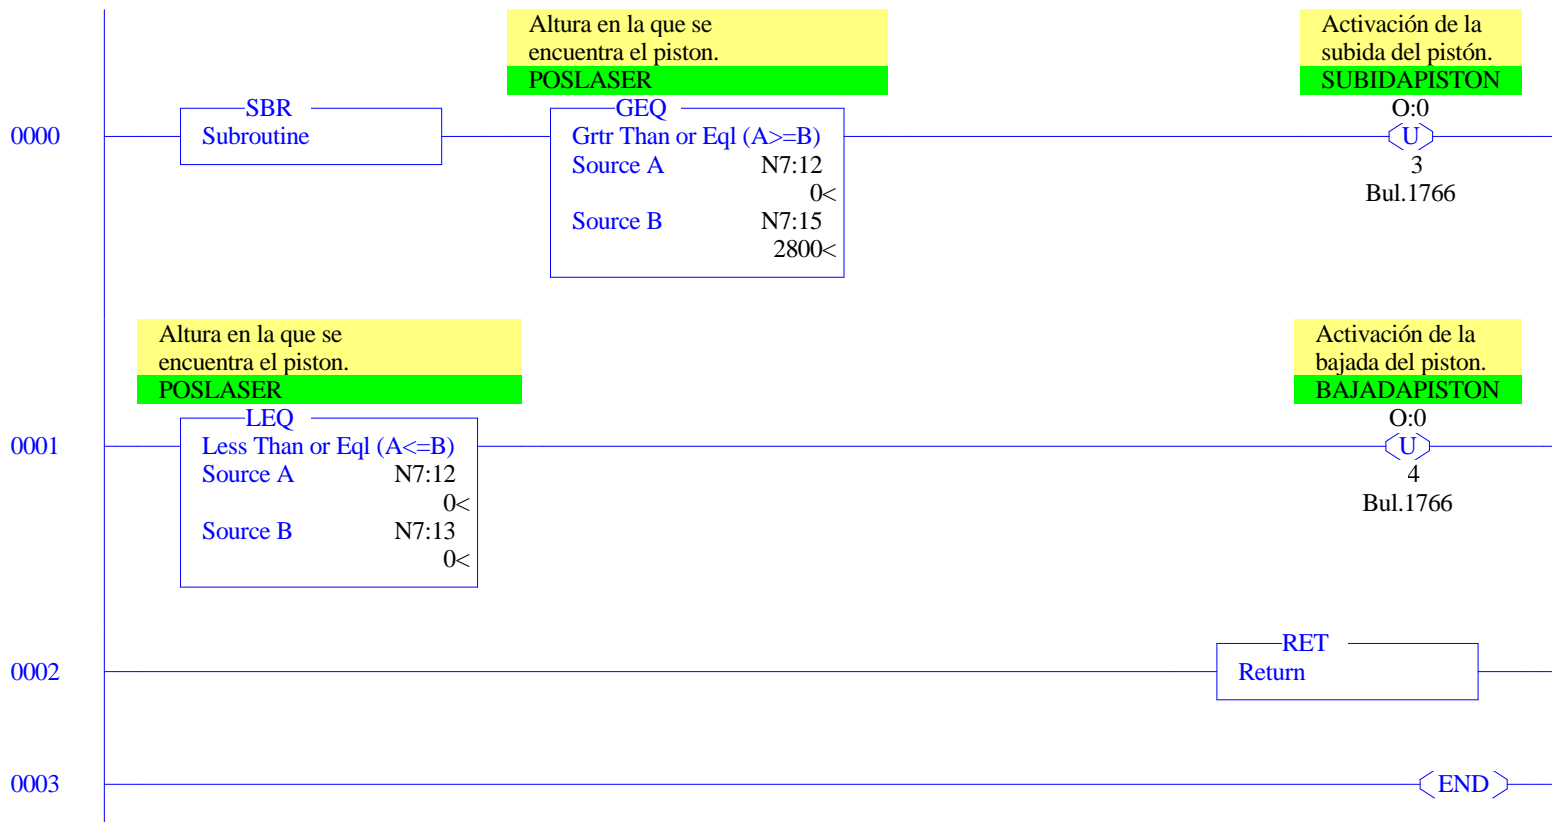 Altura en la que se
encuentra el piston.
POSLASER
Activación de la
subida del pistón.
SUBIDAPISTON
0000
SBR
Subroutine
GEQ
Grtr Than or Eql (A>=B)
Source A N7:12
0<
Source B N7:15
2800<
O:0
U
3
Bul.1766
Altura en la que se
encuentra el piston.
POSLASER
Activación de la
bajada del piston.
BAJADAPISTON
0001
LEQ
Less Than or Eql (A<=B)
Source A N7:12
0<
Source B N7:13
0<
O:0
U
4
Bul.1766
0002
RET
Return
0003
END